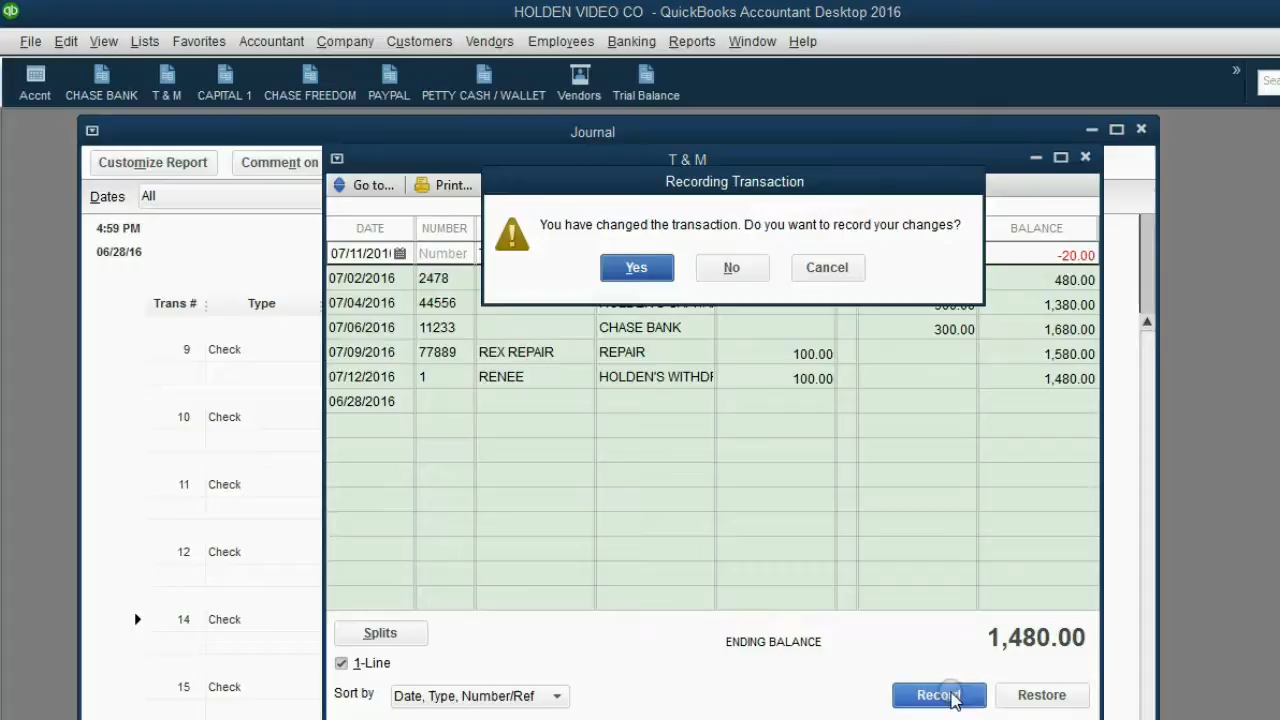 qb
HOLDEN VIDEO CO - QuickBooks Accountant Desktop 2016
File Edit View Lists Favorites Accountant Company Customers Vendors Employees Banking Reports Window Help
Accnt CHASE BANK T & M CAPITAL 1 CHASE FREEDOM PAYPAL PETTY CASH / WALLET Vendors Trial Balance
Journal
Customize Report Comment on
T & M
Recording Transaction
Go to... Print...
Dates All
You have changed the transaction. Do you want to record your changes?
4:59 PM
DATE NUMBER BALANCE
06/28/16
07/11/201 Number -20.00
Yes No Cancel
07/02/2016 2478 480.00
Trans # Type
07/04/2016 44556 1,380.00
07/06/2016 11233 CHASE BANK 300.00 1,680.00
9 Check
07/09/2016 77889 REX REPAIR REPAIR 100.00 1,580.00
07/12/2016 1 RENEE HOLDEN'S WITHDR 100.00 1,480.00
06/28/2016
10 Check
11 Check
12 Check
14 Check
Splits
ENDING BALANCE 1,480.00
1-Line
15 Check
Sort by Date, Type, Number/Ref
Record Restore